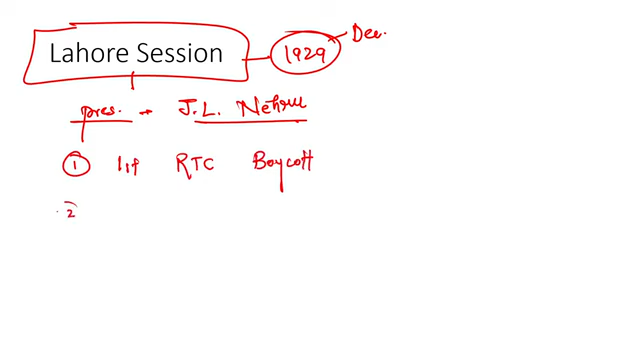 Lahore Session 1929 Dec.
pres. → J.L. Nehru
1 1st RTC Boycott
2